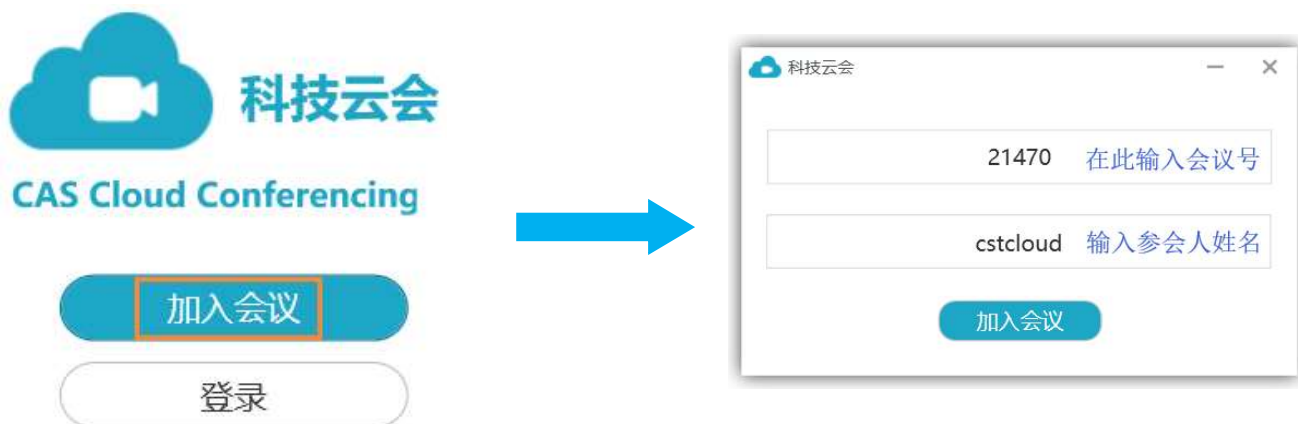 科技云会
CAS Cloud Conferencing
加入会议
登录
科技云会
21470 在此输入会议号
cstcloud 输入参会人姓名
加入会议